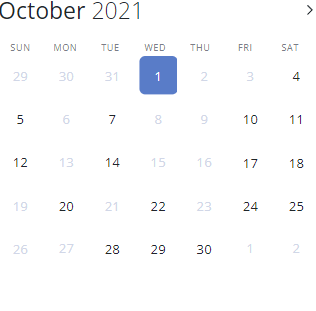 October 2021
SUN MON TUE WED THU FRI SAT
29 30 31 1 2 3 4
5 6 7 8 9 10 11
12 13 14 15 16 17 18
19 20 21 22 23 24 25
26 27 28 29 30 1 2